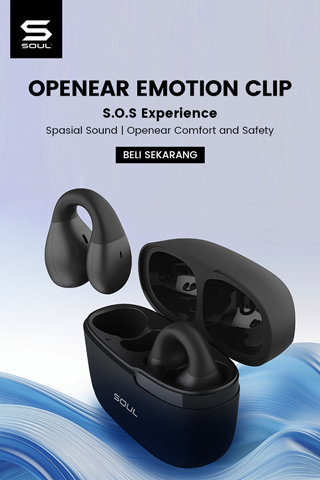 SOUL
OPENEAR EMOTION CLIP
S.O.S Experience
Spasial Sound | Openear Comfort and Safety
BELI SEKARANG
SOUL